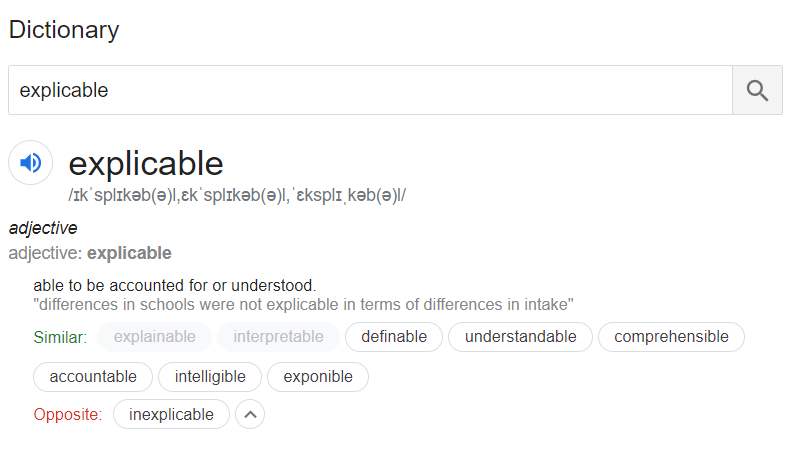 Dictionary
explicable
explicable
/ɪkˈsplɪkəb(ə)l,ɛkˈsplɪkəb(ə)l,ˈɛksplɪˌkəb(ə)l/
adjective
adjective: explicable
able to be accounted for or understood.
"differences in schools were not explicable in terms of differences in intake"
Similar: explainable interpretable definable understandable comprehensible
accountable intelligible exponible
Opposite: inexplicable